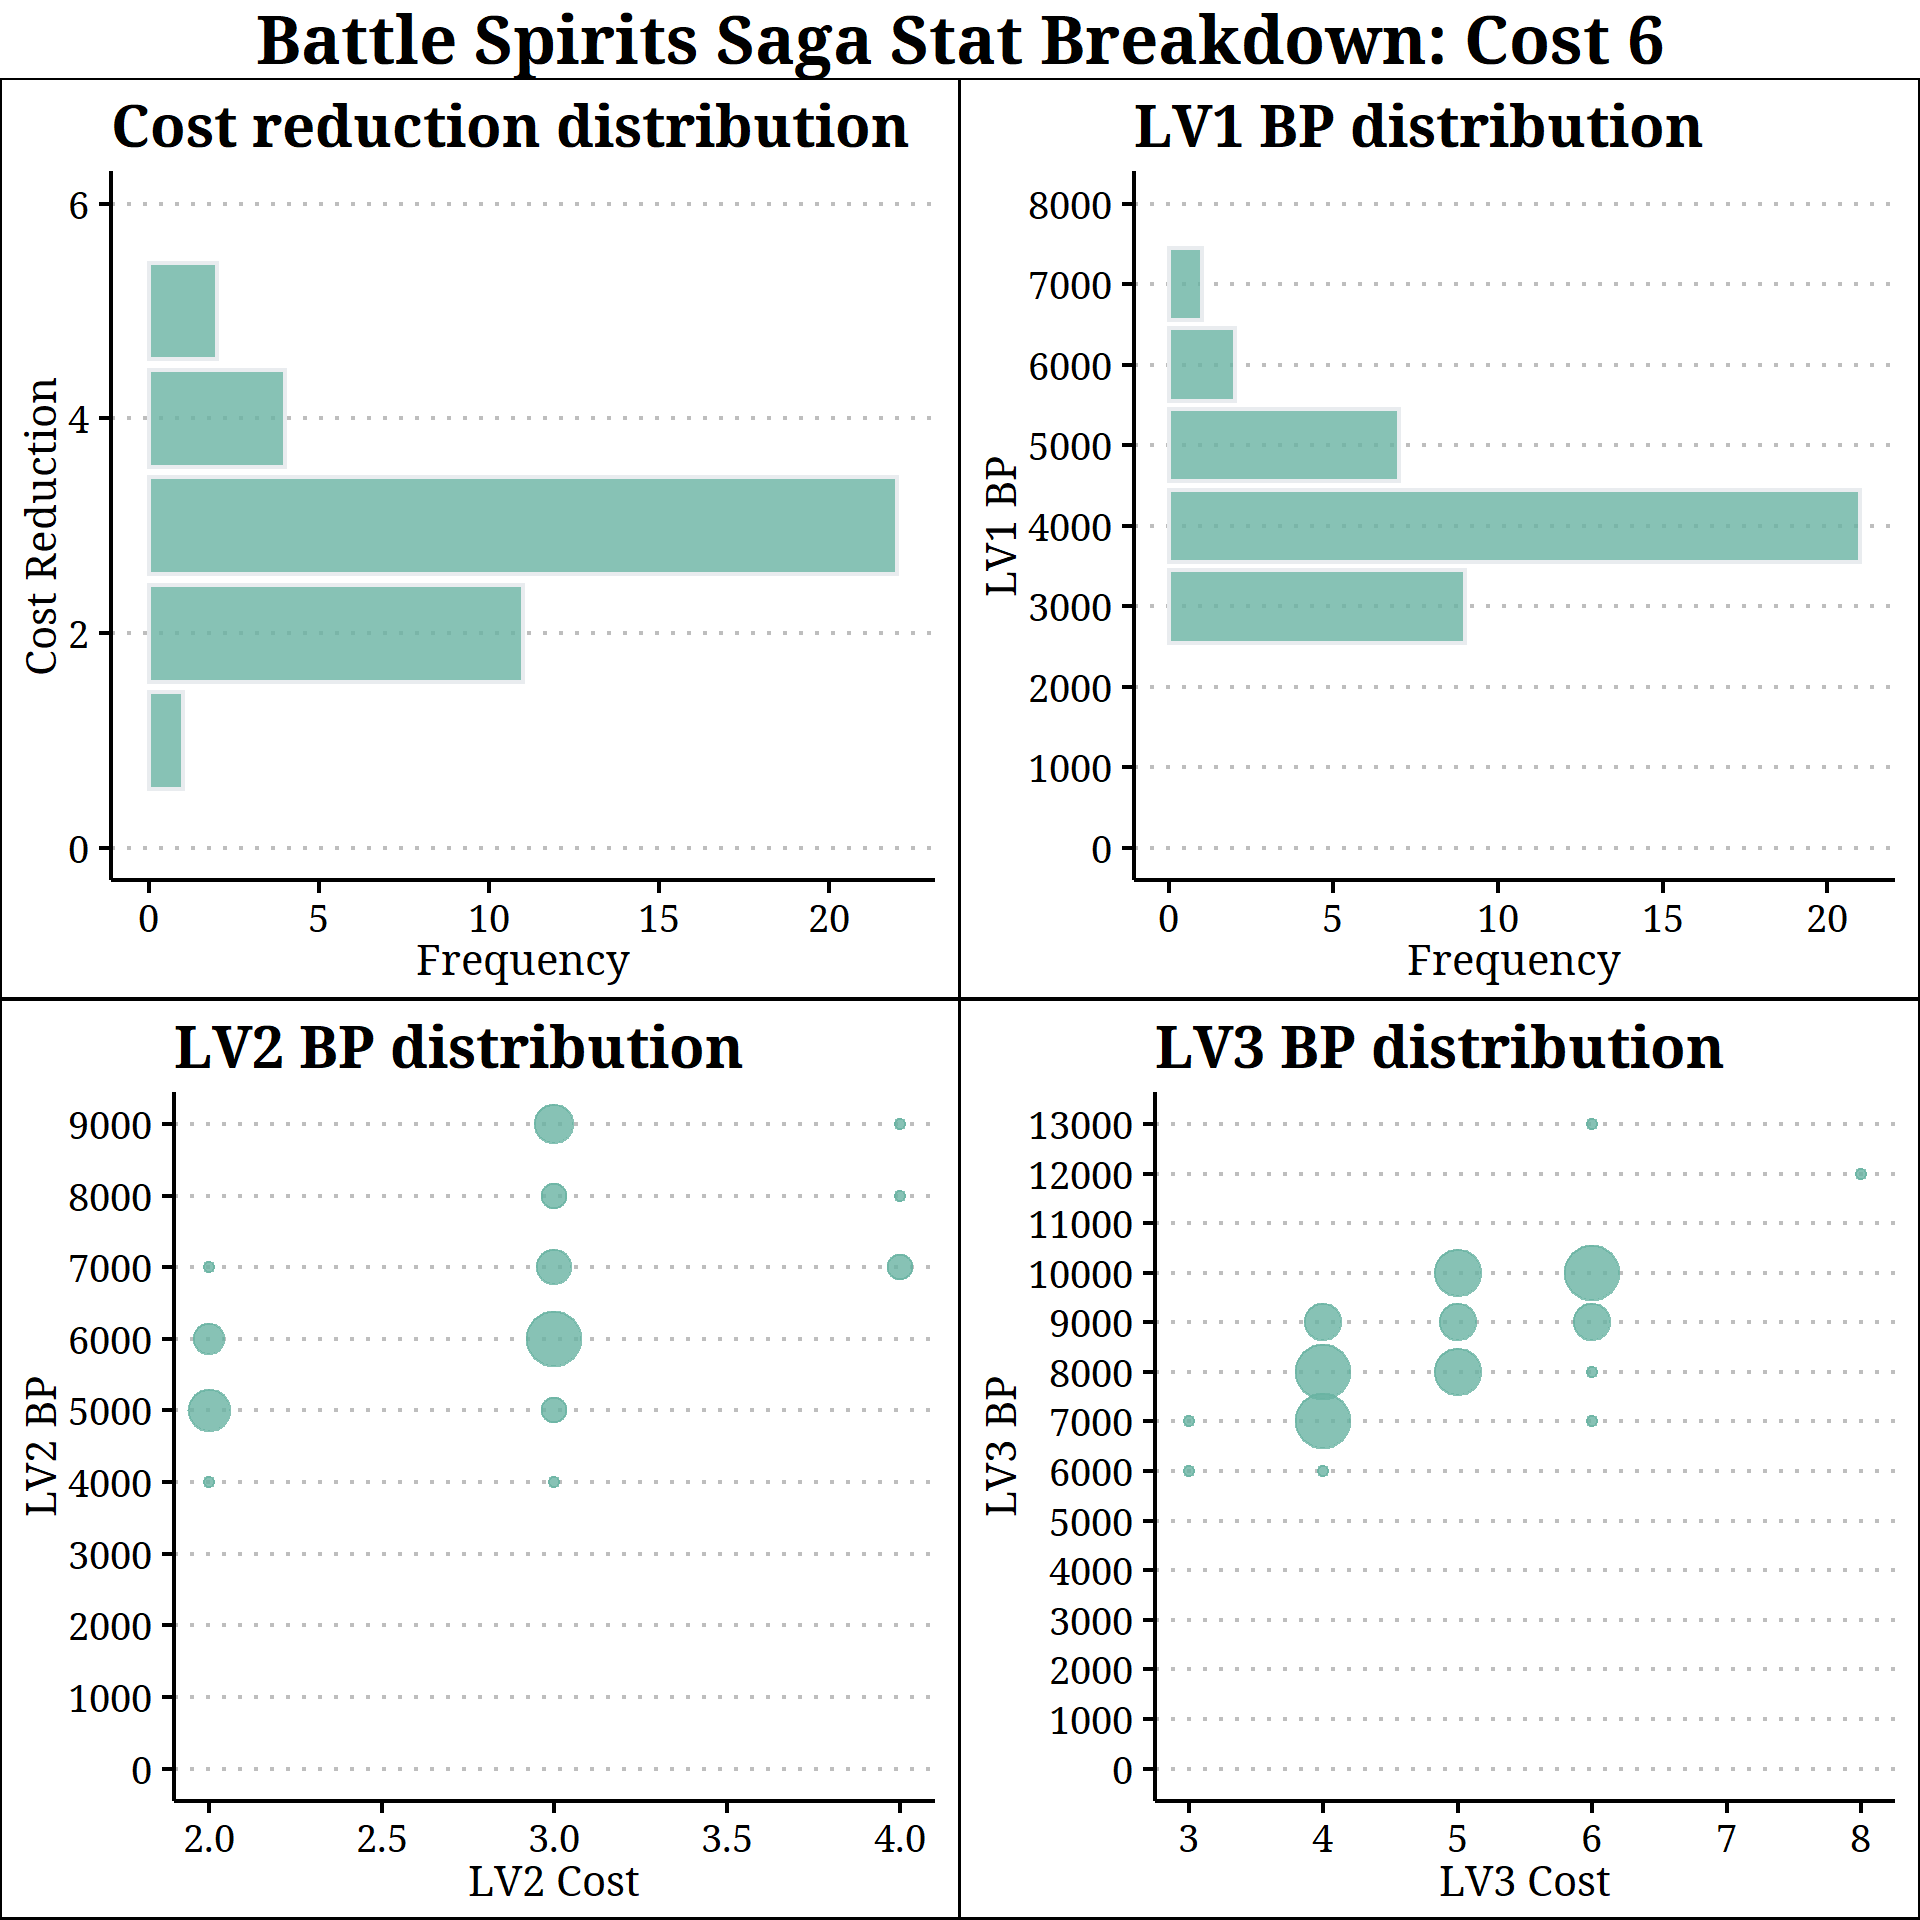 Battle Spirits Saga Stat Breakdown: Cost 6
Cost reduction distribution
Cost Reduction
6
4
2
0
0 5 10 15 20
Frequency
LV1 BP distribution
LV1 BP
8000
7000
6000
5000
4000
3000
2000
1000
0
0 5 10 15 20
Frequency
LV2 BP distribution
LV2 BP
9000
8000
7000
6000
5000
4000
3000
2000
1000
0
2.0 2.5 3.0 3.5 4.0
LV2 Cost
LV3 BP distribution
LV3 BP
13000
12000
11000
10000
9000
8000
7000
6000
5000
4000
3000
2000
1000
0
3 4 5 6 7 8
LV3 Cost